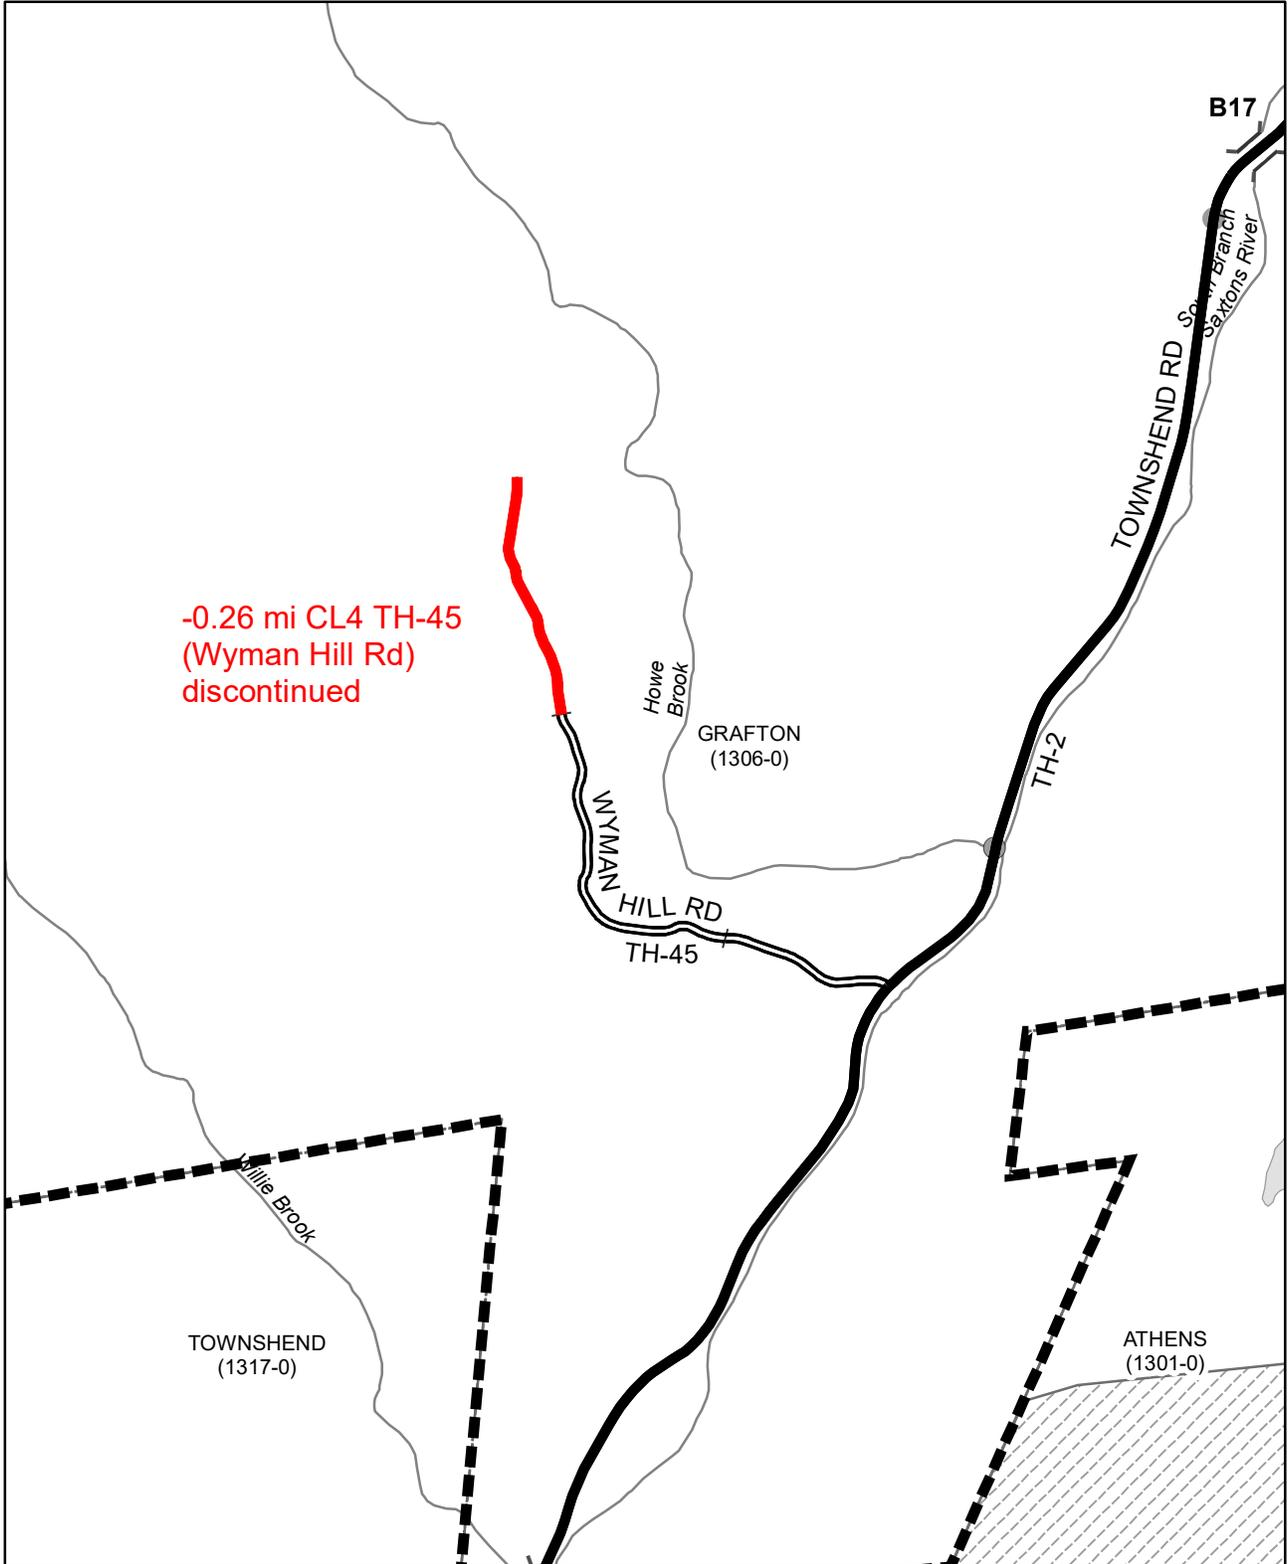 B17
South Branch
Saxtons River
TOWNSHEND RD
-0.26 mi CL4 TH-45
(Wyman Hill Rd)
discontinued
Howe
Brook
GRAFTON
(1306-0)
TH-2
WYMAN HILL RD
TH-45
Willie Brook
TOWNSHEND
(1317-0)
ATHENS
(1301-0)